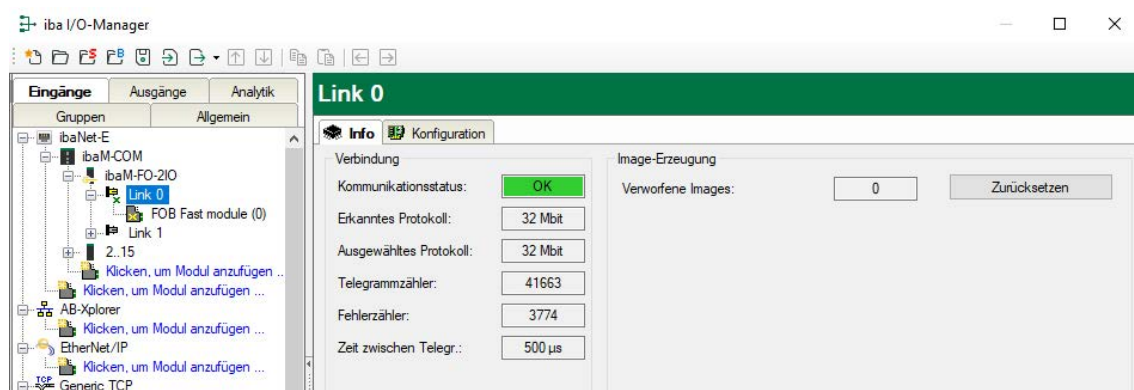 iba I/O-Manager
Eingänge Ausgänge Analytik
Gruppen Allgemein
ibaNet-E
ibaM-COM
ibaM-FO-2IO
Link 0
FOB Fast module (0)
Link 1
2..15
Klicken, um Modul anzufügen ..
Klicken, um Modul anzufügen ...
AB-Xplorer
Klicken, um Modul anzufügen ...
EtherNet/IP
Klicken, um Modul anzufügen ...
Generic TCP
Link 0
Info Konfiguration
Verbindung
Kommunikationsstatus: OK
Erkanntes Protokoll: 32 Mbit
Ausgewähltes Protokoll: 32 Mbit
Telegrammzähler: 41663
Fehlerzähler: 3774
Zeit zwischen Telegr.: 500 µs
Image-Erzeugung
Verworfene Images: 0 Zurücksetzen